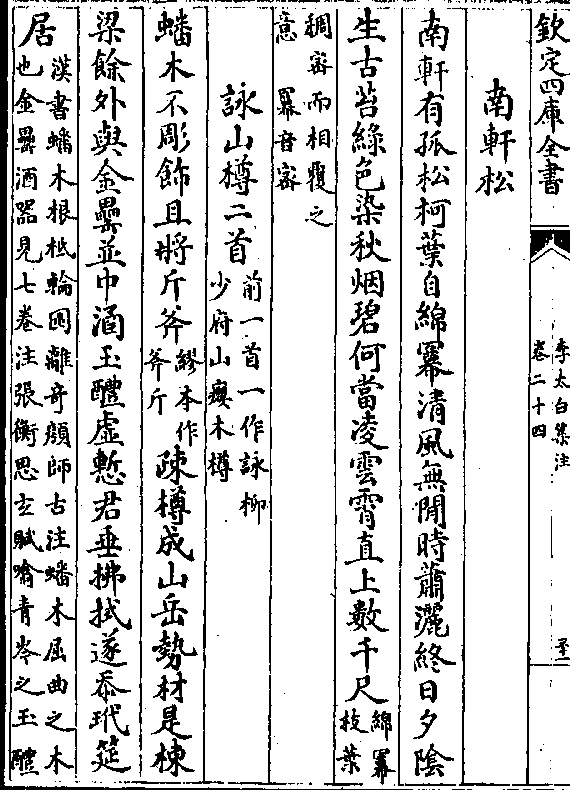 欽定四庫全書
李太白集注
卷二十四
南軒松
南軒有孤松柯葉自綿冪清風無閒時蕭灑終日夕陰
生古苔緑色染秋烟碧何當凌雲霄直上數千尺綿冪
枝葉
稠密而相覆之
意 冪音密
詠山樽二首前一首一作詠柳
少府山癭木樽
蟠木不彫飾且將斤斧繆本作
斧斤疎樽成山岳勢材是棟
梁餘外與金罍並中涵玉醴虚慙君垂拂拭遂忝玳筵
居漢書蟠木根柢輪囷離奇顔師古注蟠木屈曲之木
也金罍酒器見七卷注張衡思玄賦噏青岑之玉醴